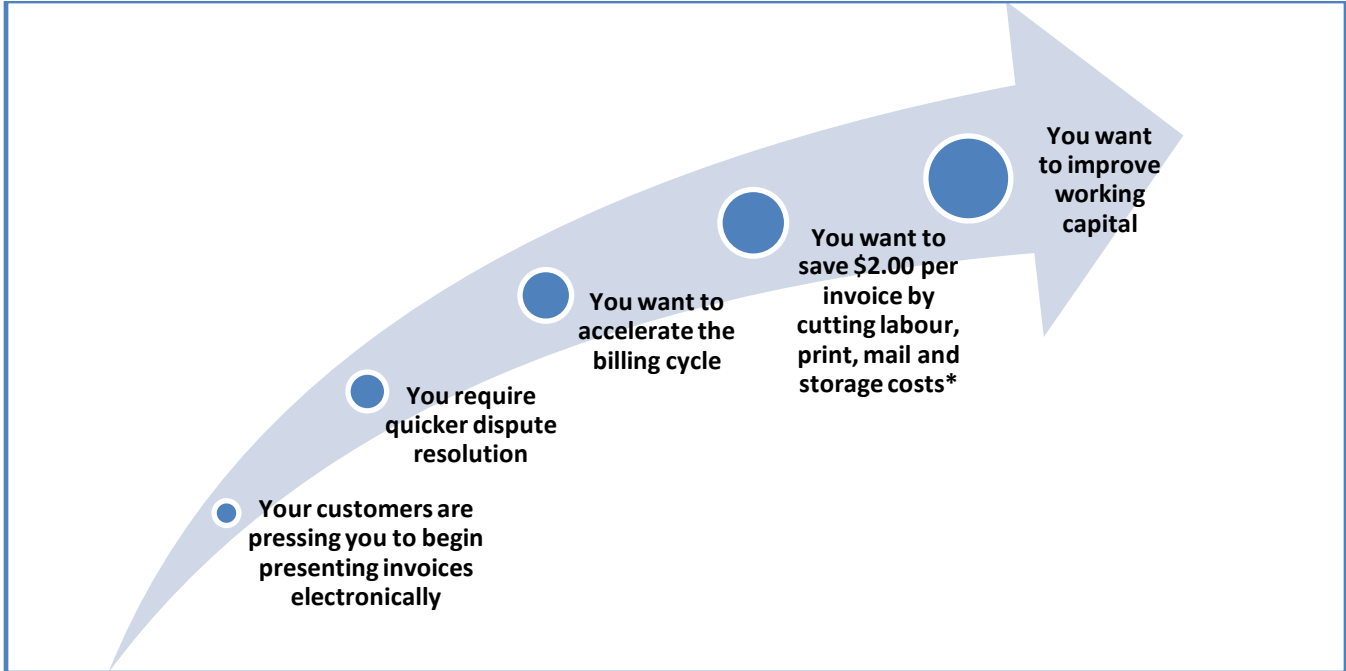 Your customers are
pressing you to begin
presenting invoices
electronically
You require
quicker dispute
resolution
You want to
accelerate the
billing cycle
You want to
save $2.00 per
invoice by
cutting labour,
print, mail and
storage costs*
You want
to improve
working
capital